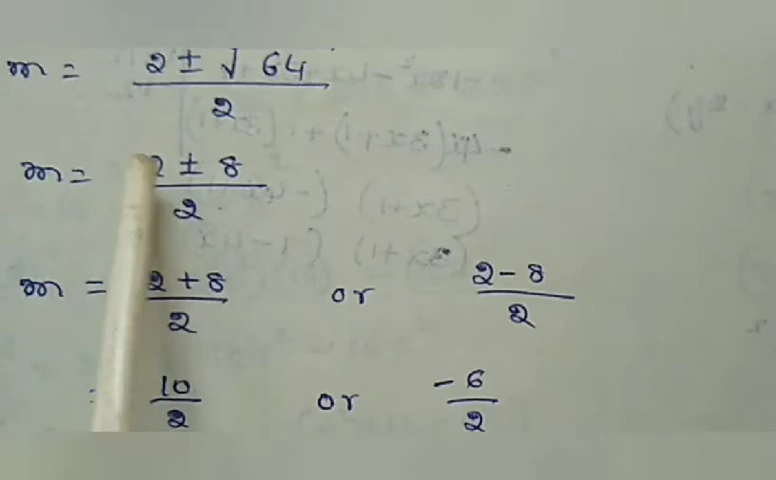 m = (2 ± √64)/2
m = (2 ± 8)/2
m = (2 + 8)/2 or (2 - 8)/2
= 10/2 or -6/2